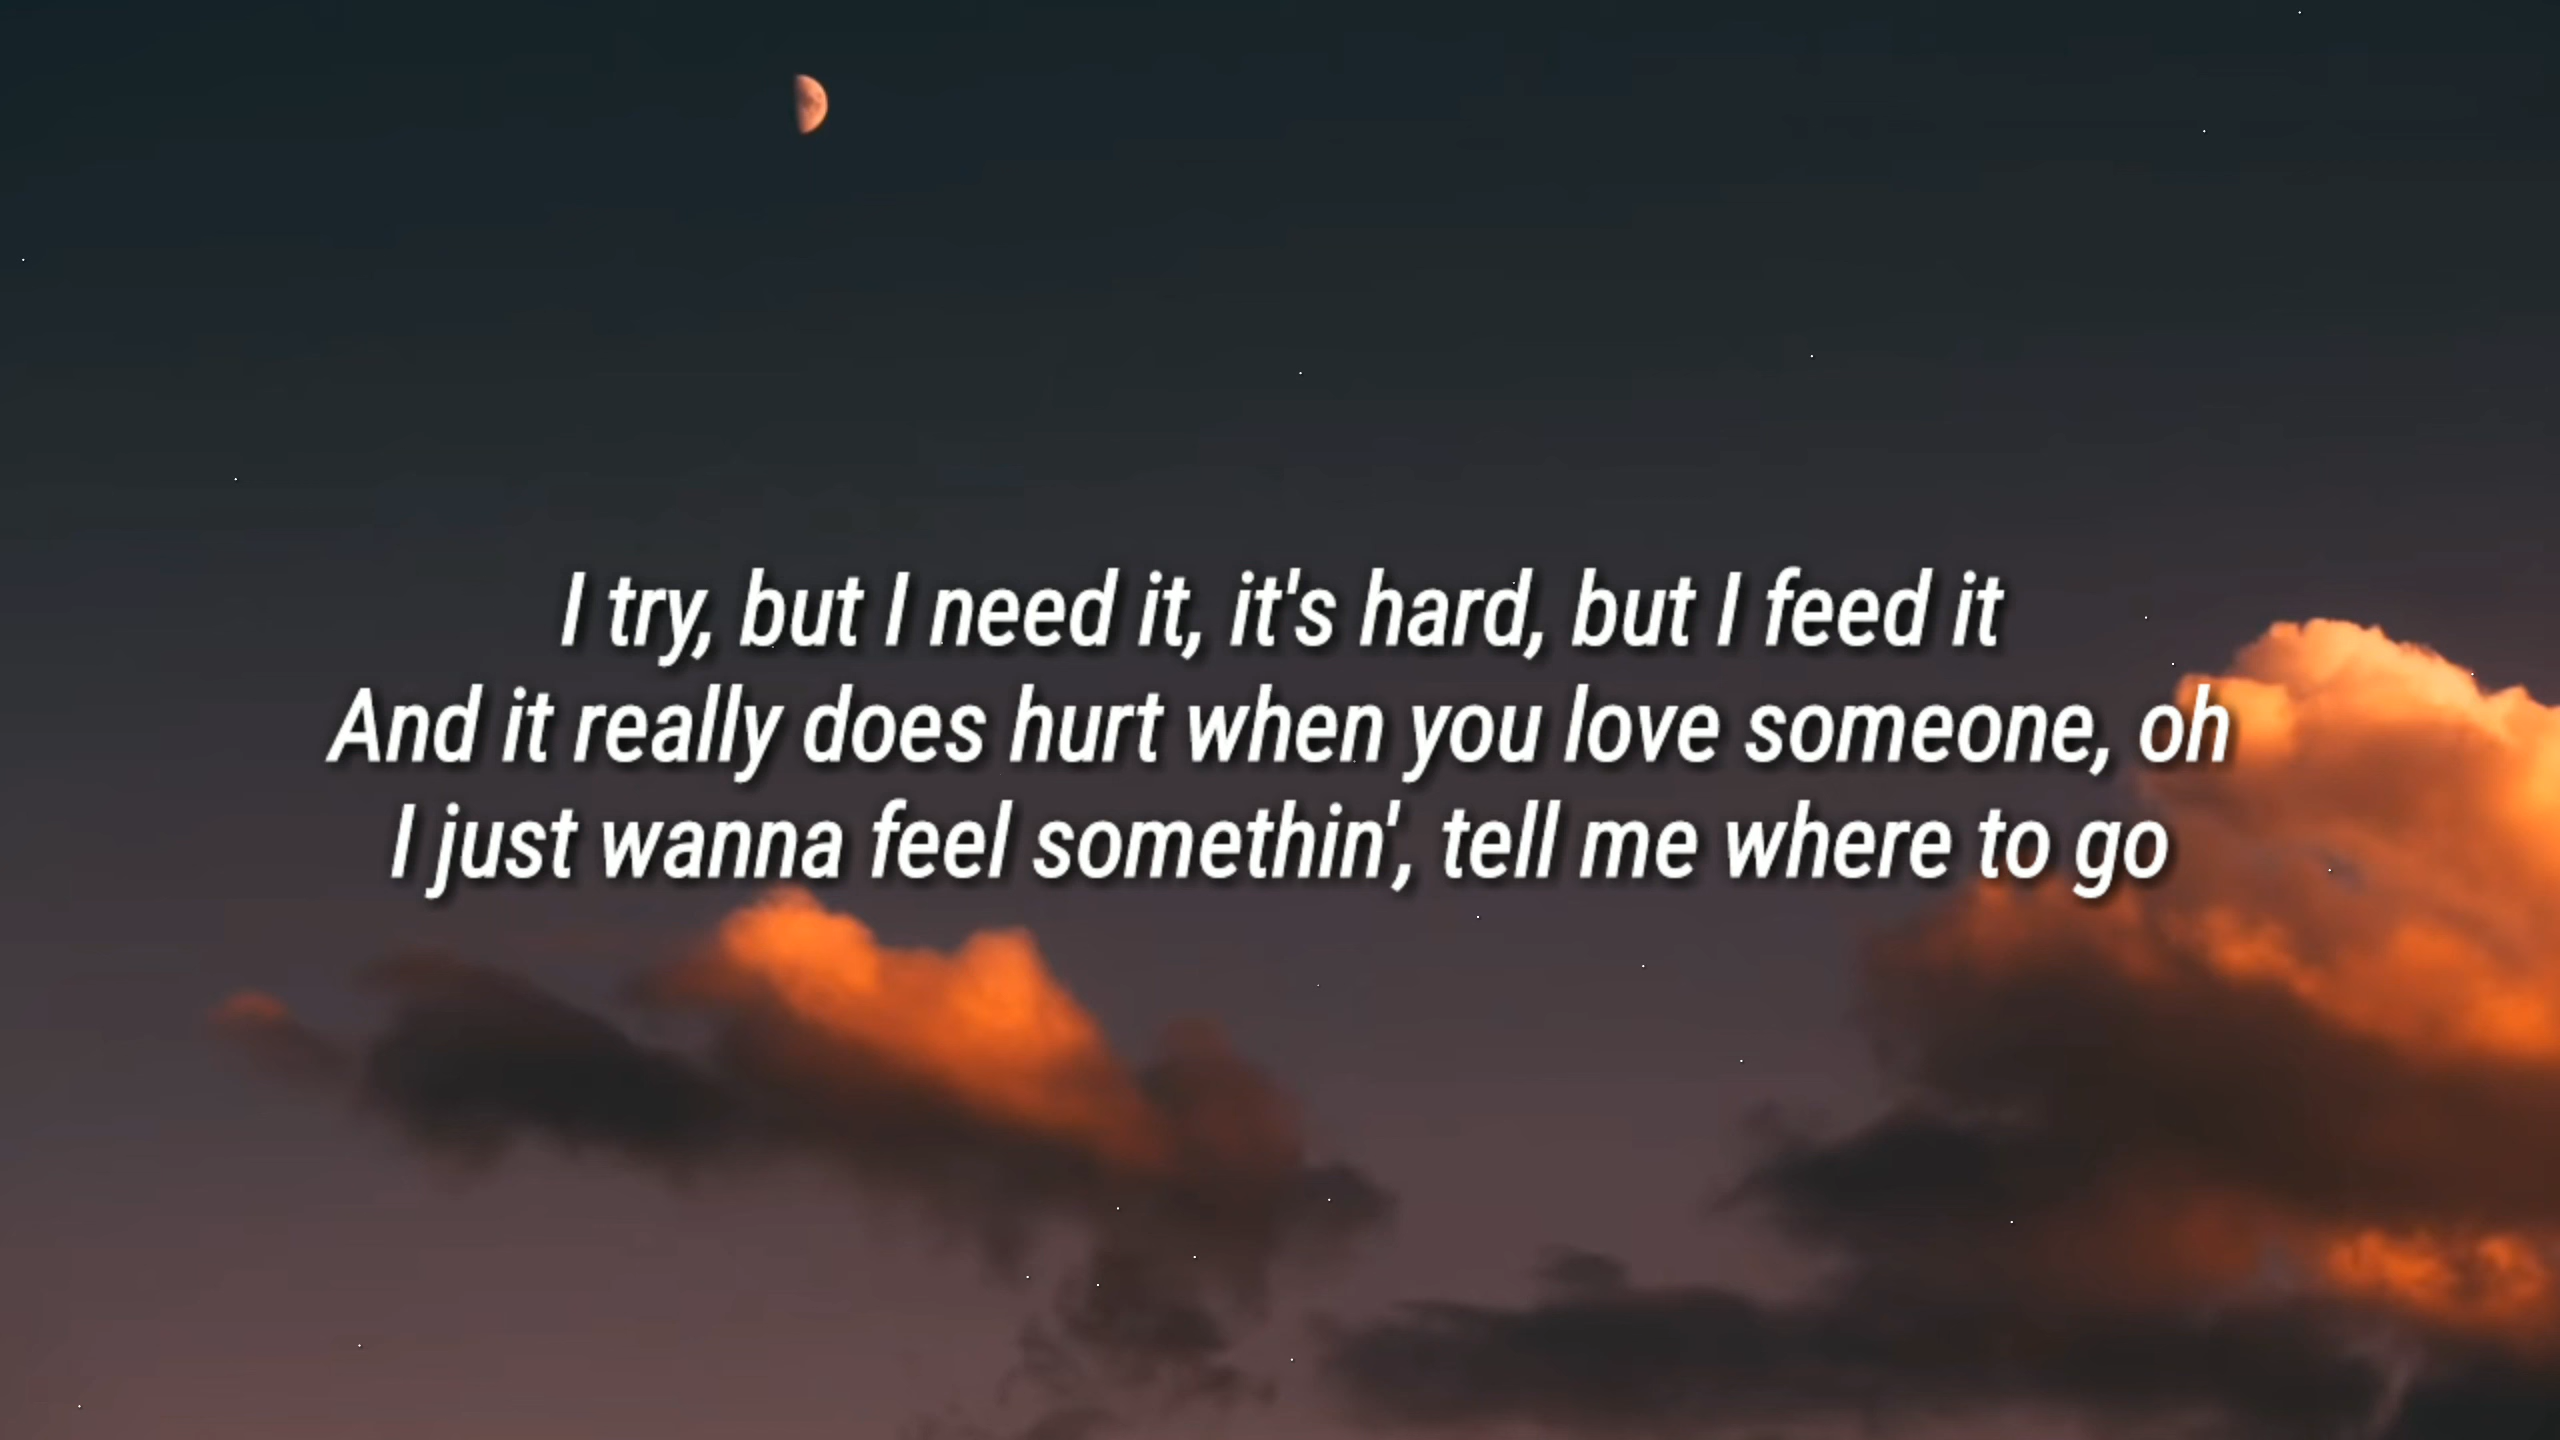 I try, but I need it, it's hard, but I feed it
And it really does hurt when you love someone, oh
I just wanna feel somethin', tell me where to go